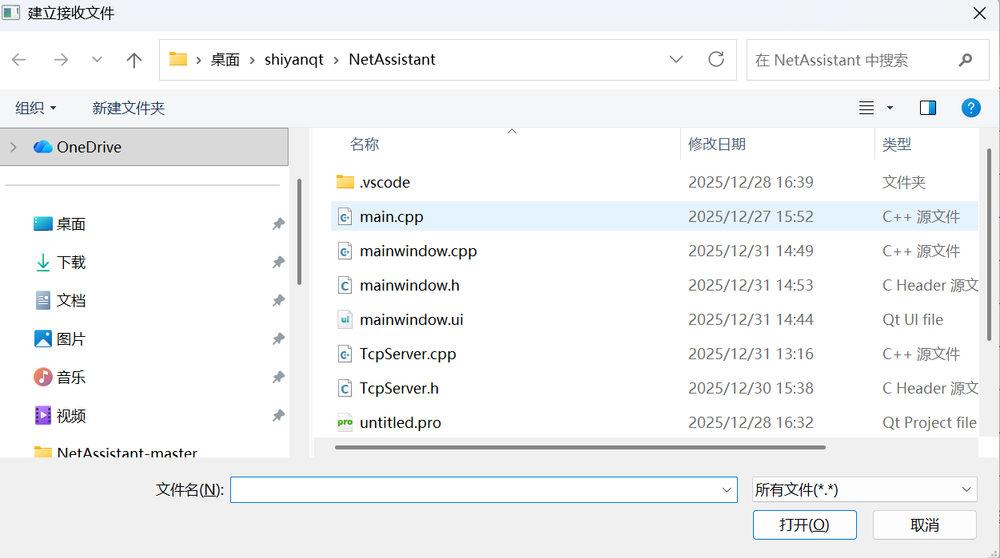 建立接收文件
桌面 › shiyanqt › NetAssistant
在 NetAssistant 中搜索
组织 新建文件夹
OneDrive
桌面
下载
文档
图片
音乐
视频
NetAssistant-master
名称 修改日期 类型
.vscode 2025/12/28 16:39 文件夹
main.cpp 2025/12/27 15:52 C++ 源文件
mainwindow.cpp 2025/12/31 14:49 C++ 源文件
mainwindow.h 2025/12/31 14:53 C Header 源文
mainwindow.ui 2025/12/31 14:44 Qt UI file
TcpServer.cpp 2025/12/31 13:16 C++ 源文件
TcpServer.h 2025/12/30 15:38 C Header 源文
untitled.pro 2025/12/28 16:32 Qt Project file
文件名(N): 所有文件(*.*)
打开(O) 取消